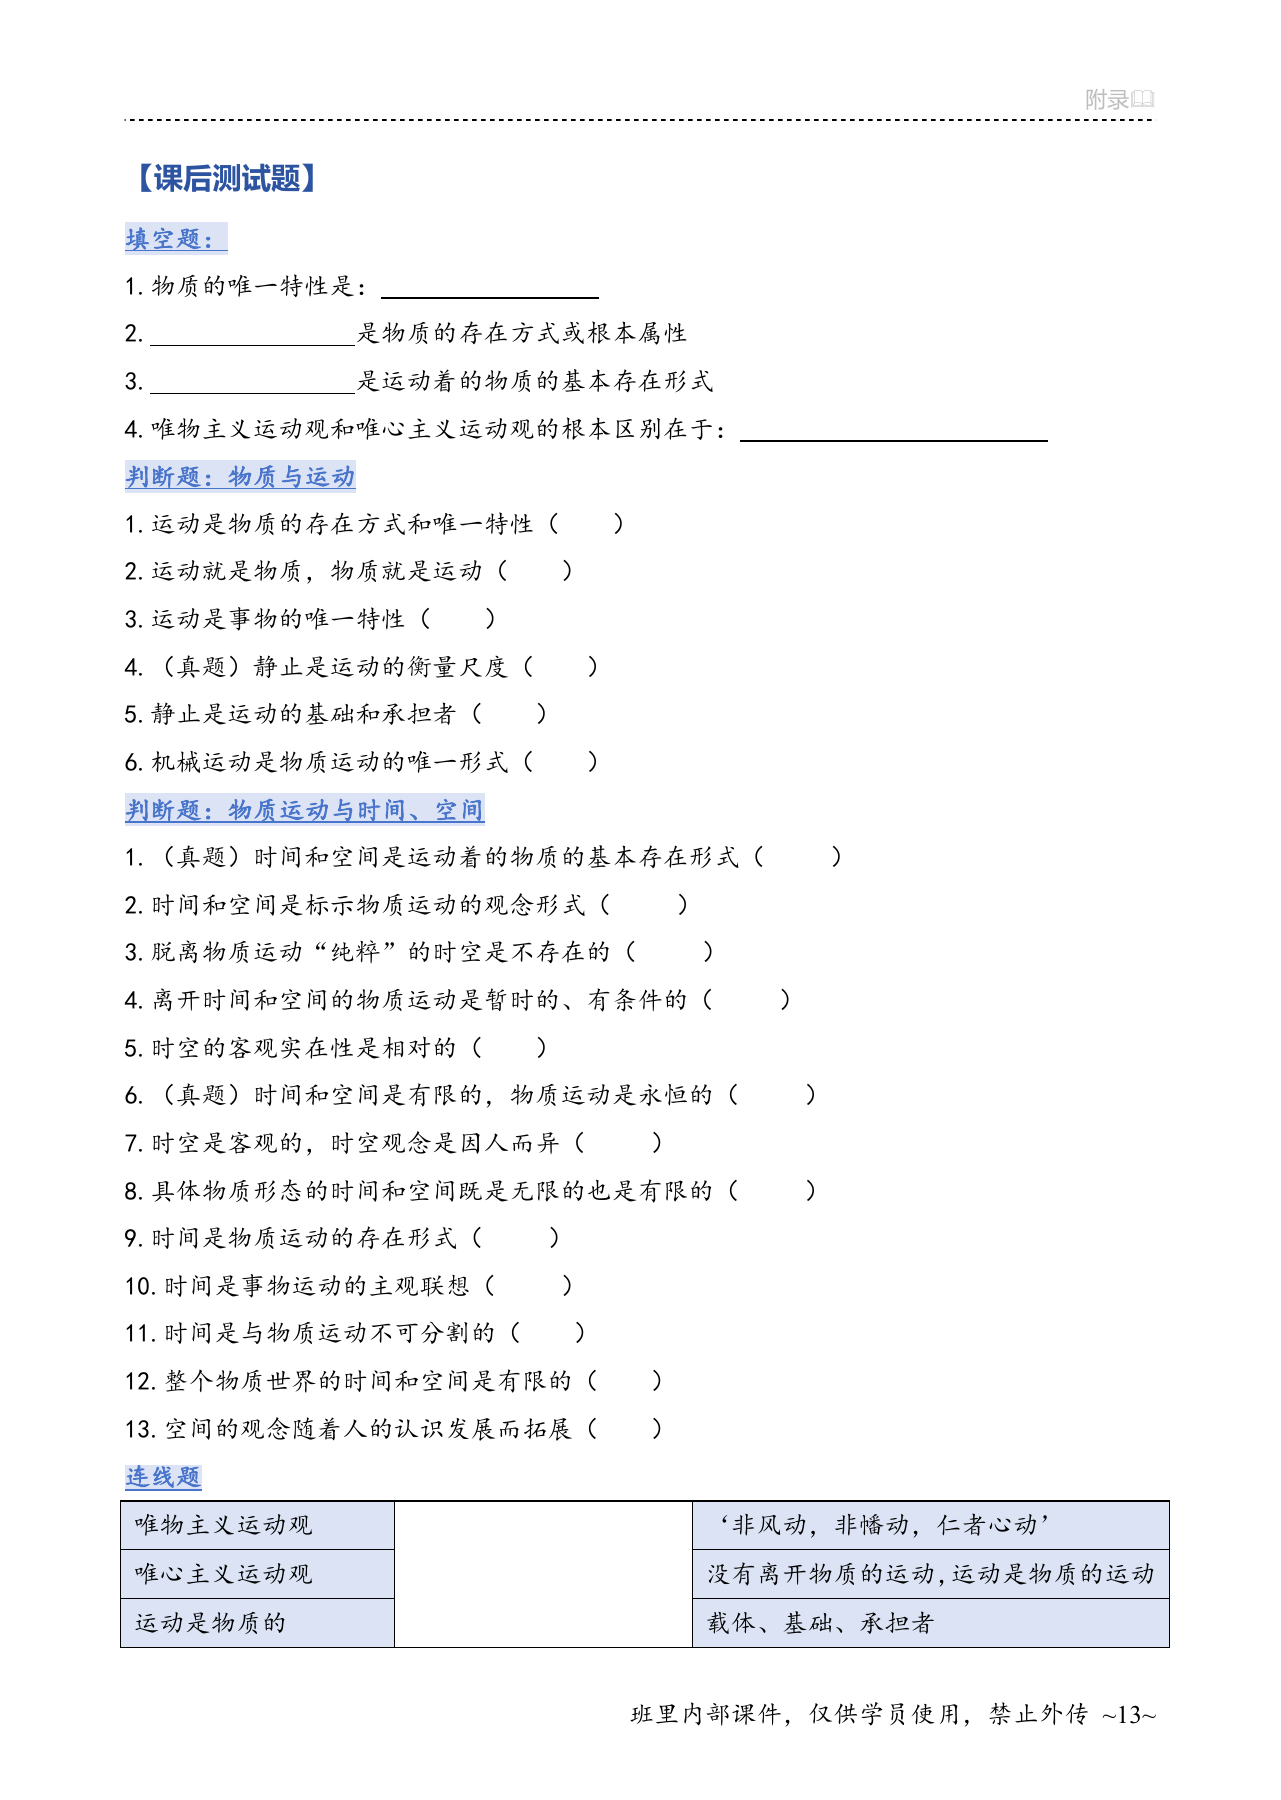 附录
【课后测试题】
填空题：
1.物质的唯一特性是：
2.是物质的存在方式或根本属性
3.是运动着的物质的基本存在形式
4.唯物主义运动观和唯心主义运动观的根本区别在于：
判断题：物质与运动
1.运动是物质的存在方式和唯一特性（ ）
2.运动就是物质，物质就是运动（ ）
3.运动是事物的唯一特性（ ）
4.（真题）静止是运动的衡量尺度（ ）
5.静止是运动的基础和承担者（ ）
6.机械运动是物质运动的唯一形式（ ）
判断题：物质运动与时间、空间
1.（真题）时间和空间是运动着的物质的基本存在形式（ ）
2.时间和空间是标示物质运动的观念形式（ ）
3.脱离物质运动“纯粹”的时空是不存在的（ ）
4.离开时间和空间的物质运动是暂时的、有条件的（ ）
5.时空的客观实在性是相对的（ ）
6.（真题）时间和空间是有限的，物质运动是永恒的（ ）
7.时空是客观的，时空观念是因人而异（ ）
8.具体物质形态的时间和空间既是无限的也是有限的（ ）
9.时间是物质运动的存在形式（ ）
10.时间是事物运动的主观联想（ ）
11.时间是与物质运动不可分割的（ ）
12.整个物质世界的时间和空间是有限的（ ）
13.空间的观念随着人的认识发展而拓展（ ）
连线题
唯物主义运动观
‘非风动，非幡动，仁者心动’
唯心主义运动观
没有离开物质的运动,运动是物质的运动
运动是物质的
载体、基础、承担者
班里内部课件，仅供学员使用，禁止外传 ~13~